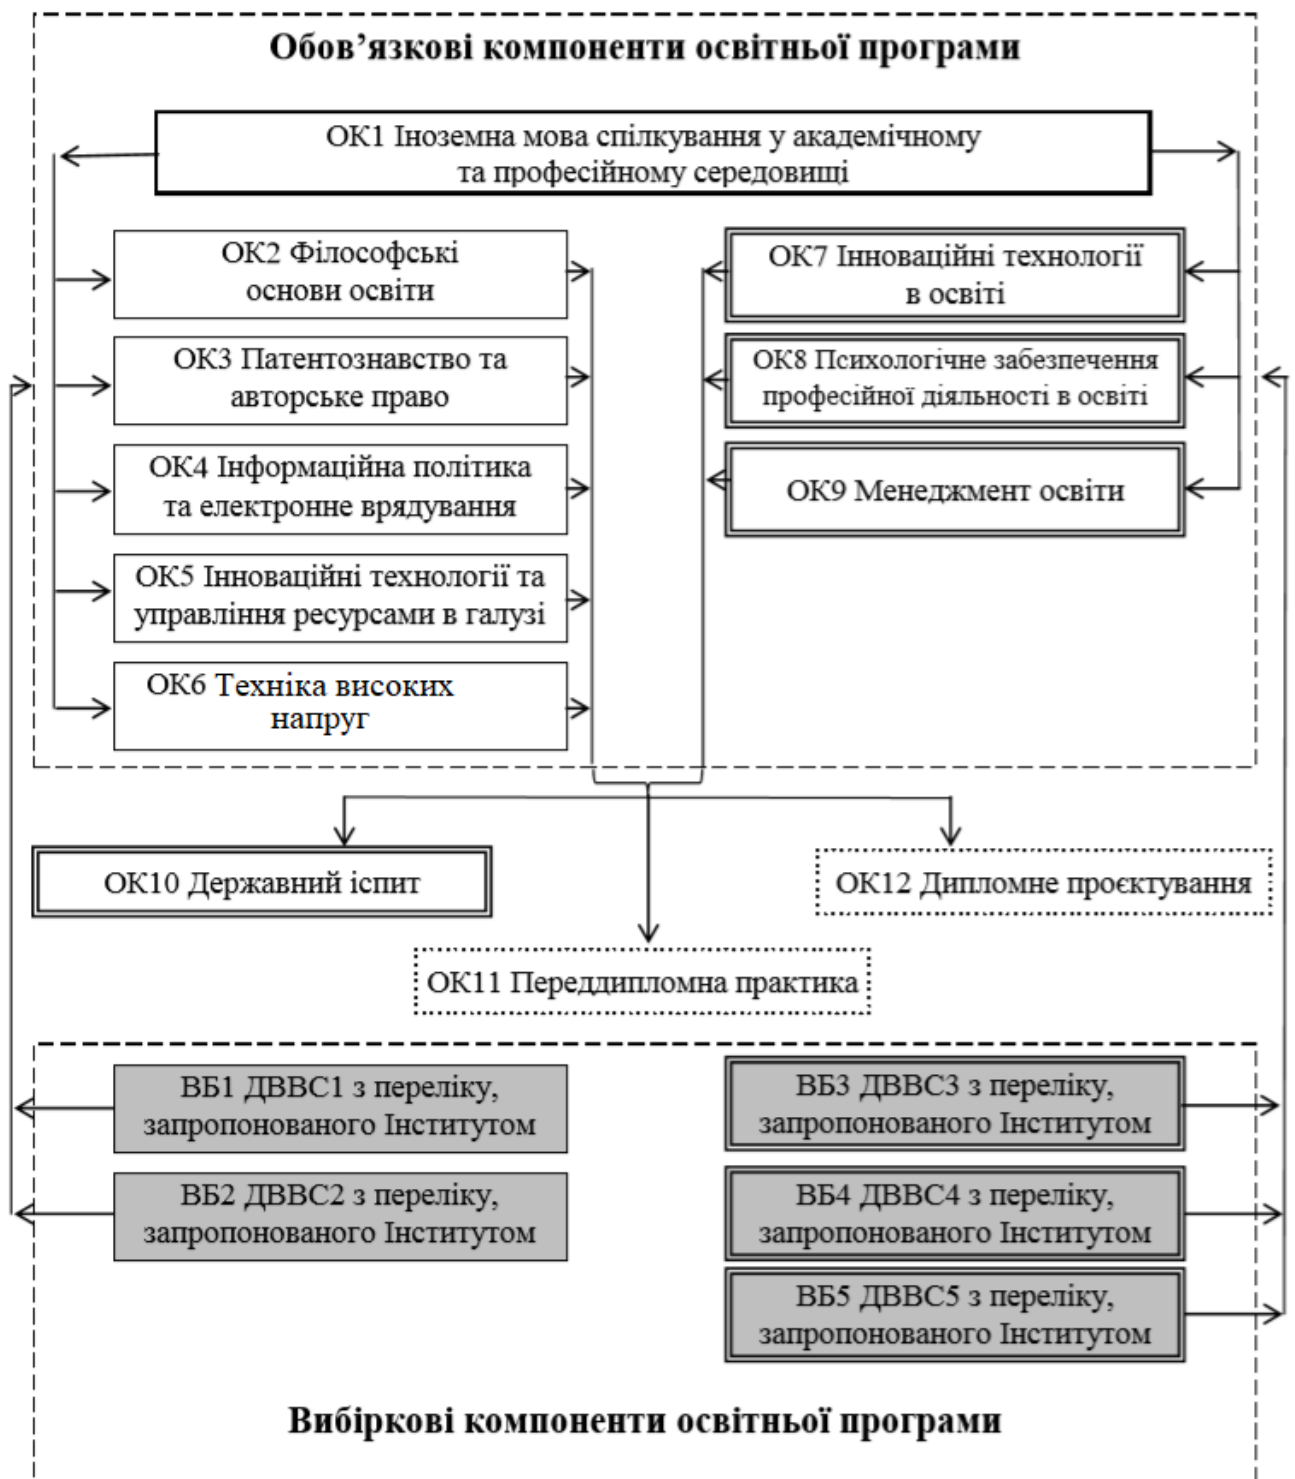 Обов’язкові компоненти освітньої програми
ОК1 Іноземна мова спілкування у академічному
та професійному середовищі
ОК2 Філософські
основи освіти
ОК3 Патентознавство та
авторське право
ОК4 Інформаційна політика
та електронне врядування
ОК5 Інноваційні технології та
управління ресурсами в галузі
ОК6 Техніка високих
напруг
ОК7 Інноваційні технології
в освіті
ОК8 Психологічне забезпечення
професійної діяльності в освіті
ОК9 Менеджмент освіти
ОК10 Державний іспит
ОК12 Дипломне проєктування
ОК11 Переддипломна практика
ВБ1 ДВВС1 з переліку,
запропонованого Інститутом
ВБ2 ДВВС2 з переліку,
запропонованого Інститутом
ВБ3 ДВВС3 з переліку,
запропонованого Інститутом
ВБ4 ДВВС4 з переліку,
запропонованого Інститутом
ВБ5 ДВВС5 з переліку,
запропонованого Інститутом
Вибіркові компоненти освітньої програми